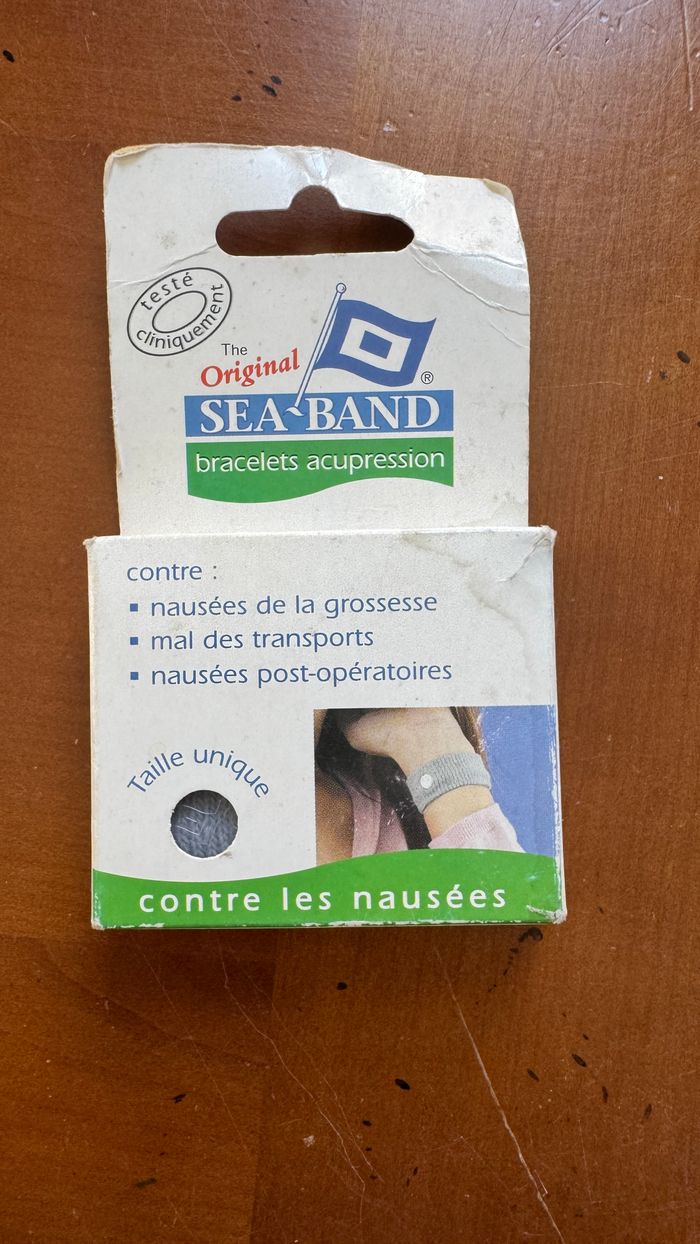 testé
cliniquement
The
Original
®
SEA-BAND
bracelets acupression
contre :
▪ nausées de la grossesse
▪ mal des transports
▪ nausées post-opératoires
Taille unique
contre les nausées